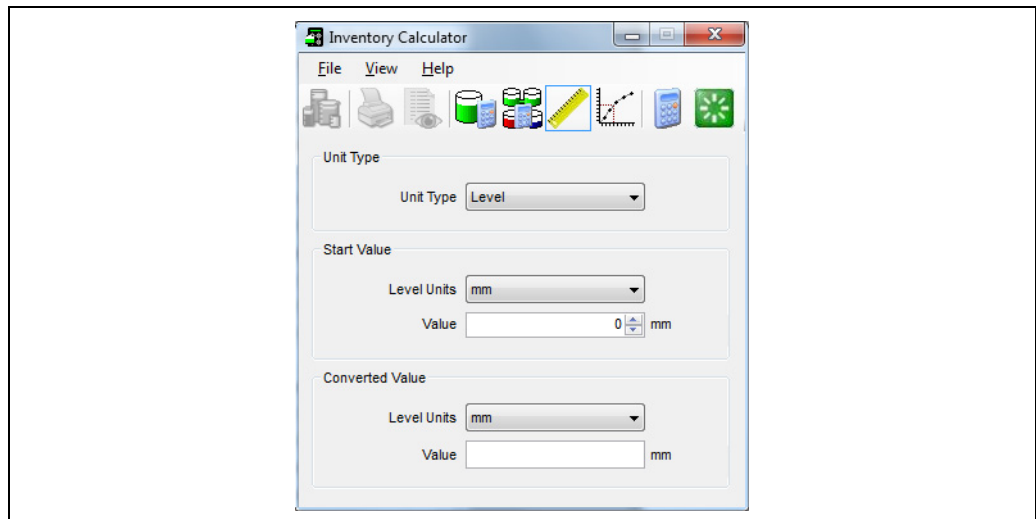 Inventory Calculator
File View Help
Unit Type
Unit Type Level
Start Value
Level Units mm
Value 0 mm
Converted Value
Level Units mm
Value mm